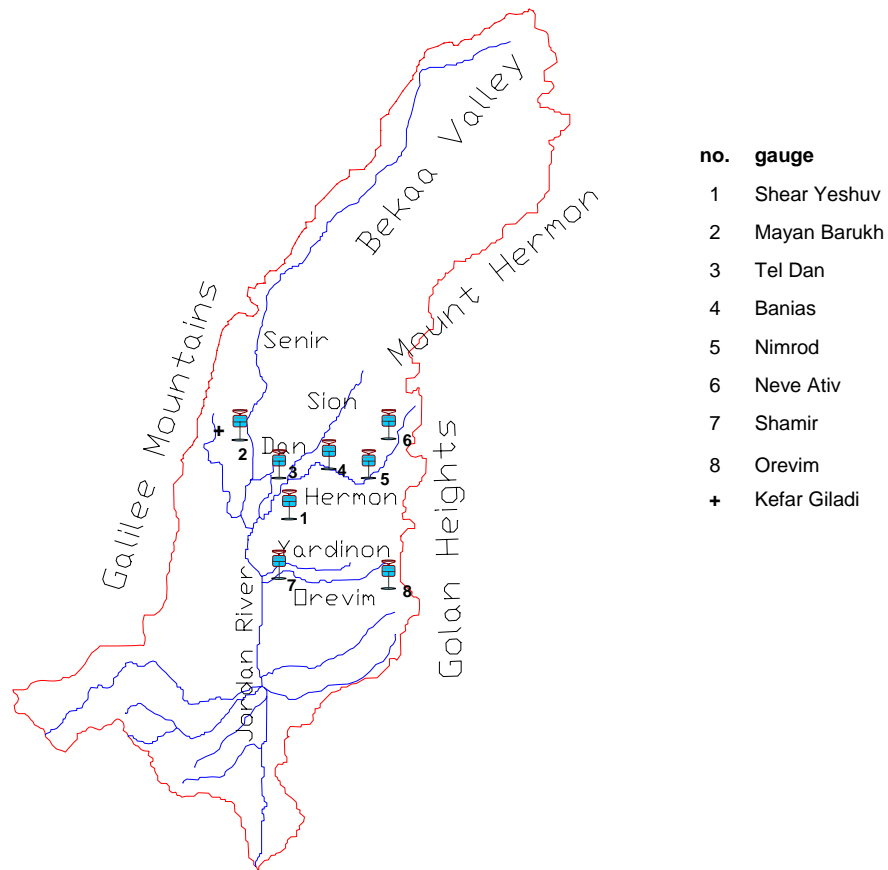 Bekaa Valley
Mount Hermon
Galilee Mountains
Senir
Sion
Dan
Hermon
Yardinon
Orevim
Golan Heights
Jordan River
+
2
3
4
5
6
1
7
8
no. gauge
1 Shear Yeshuv
2 Mayan Barukh
3 Tel Dan
4 Banias
5 Nimrod
6 Neve Ativ
7 Shamir
8 Orevim
+ Kefar Giladi